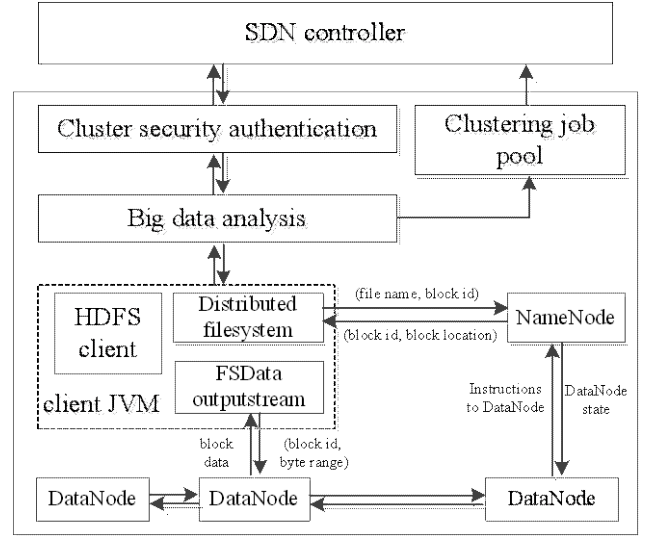 SDN controller
Cluster security authentication
Clustering job
pool
Big data analysis
HDFS
client
Distributed
filesystem
(file name, block id)
(block id, block location)
NameNode
client JVM
FSData
outputstream
Instructions
to DataNode
DataNode
state
block
data
(block id,
byte range)
DataNode
DataNode
DataNode